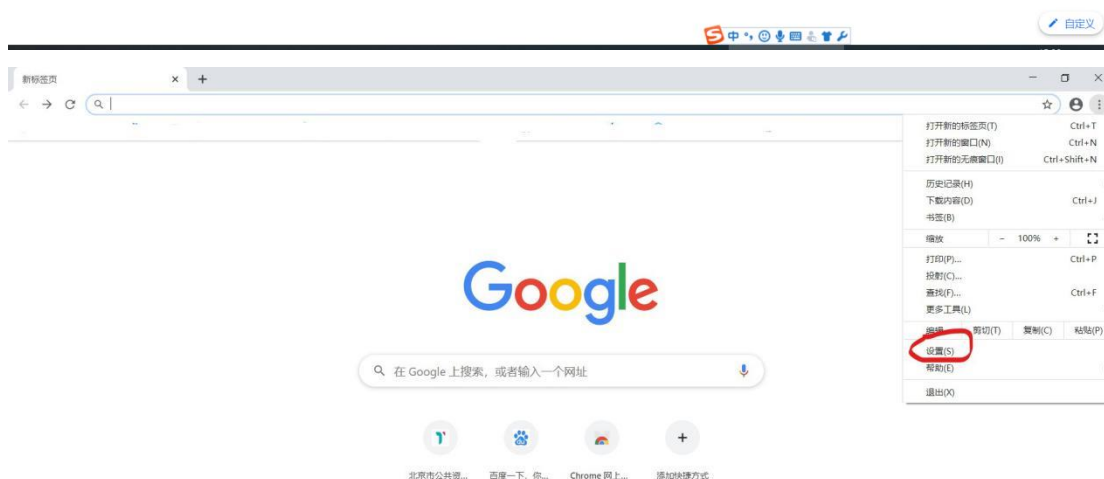 自定义
中
新标签页
打开新的标签页(T) Ctrl+T
打开新的窗口(N) Ctrl+N
打开新的无痕窗口(I) Ctrl+Shift+N
历史记录(H)
下载内容(D) Ctrl+J
书签(B)
缩放 - 100% +
打印(P)... Ctrl+P
投射(C)...
查找(F)... Ctrl+F
更多工具(L)
编辑 剪切(T) 复制(C) 粘贴(P)
设置(S)
帮助(E)
退出(X)
Google
在 Google 上搜索，或者输入一个网址
北京市公共资... 百度一下，你... Chrome 网上... 添加快捷方式